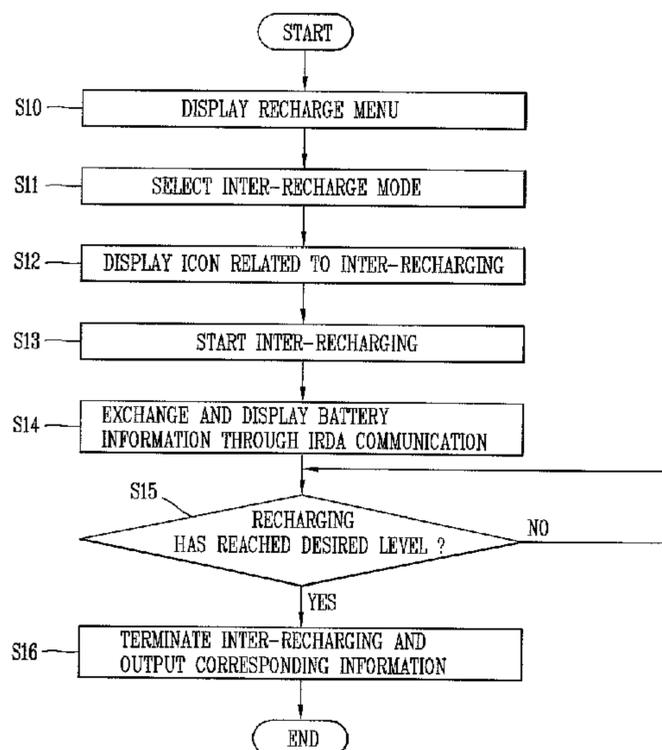 START
S10
DISPLAY RECHARGE MENU
S11
SELECT INTER-RECHARGE MODE
S12
DISPLAY ICON RELATED TO INTER-RECHARGING
S13
START INTER-RECHARGING
S14
EXCHANGE AND DISPLAY BATTERY
INFORMATION THROUGH IRDA COMMUNICATION
S15
RECHARGING
HAS REACHED DESIRED LEVEL ?
NO
YES
S16
TERMINATE INTER-RECHARGING AND
OUTPUT CORRESPONDING INFORMATION
END